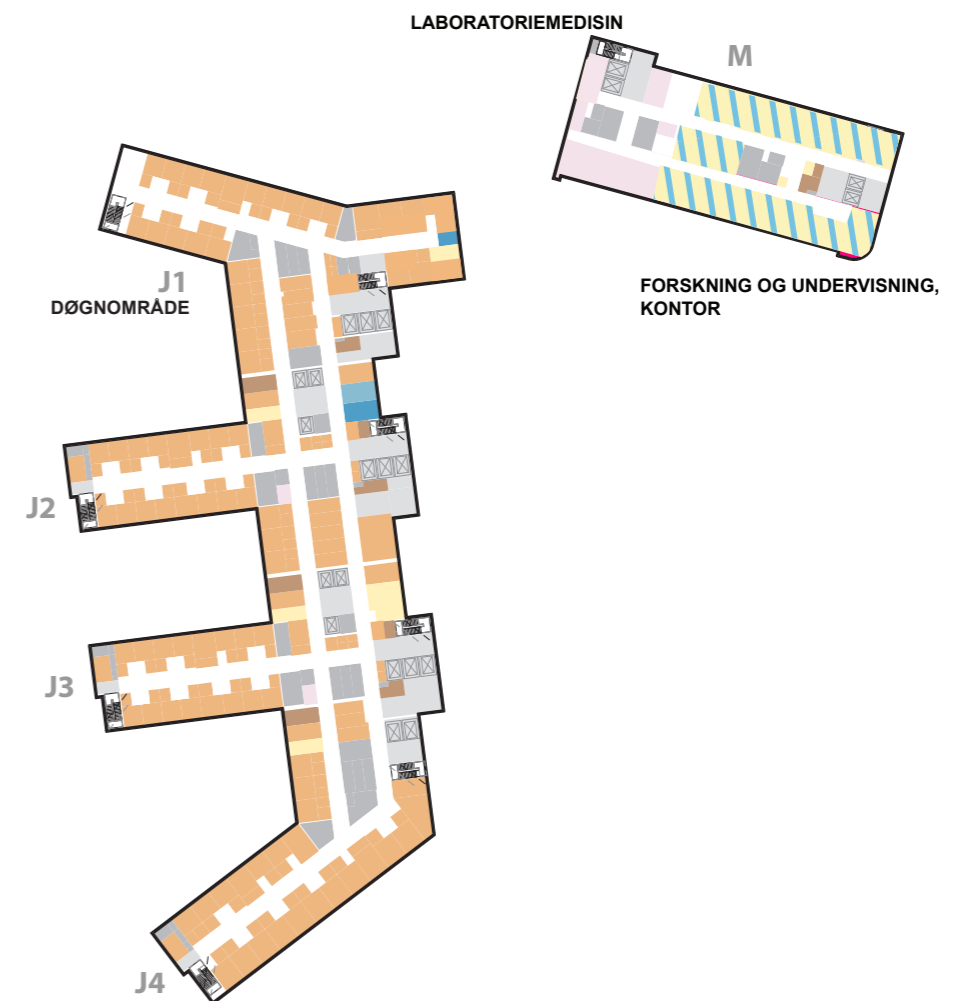 LABORATORIEMEDISIN
M
J1
DØGNOMRÅDE
FORSKNING OG UNDERVISNING,
KONTOR
J2
J3
J4